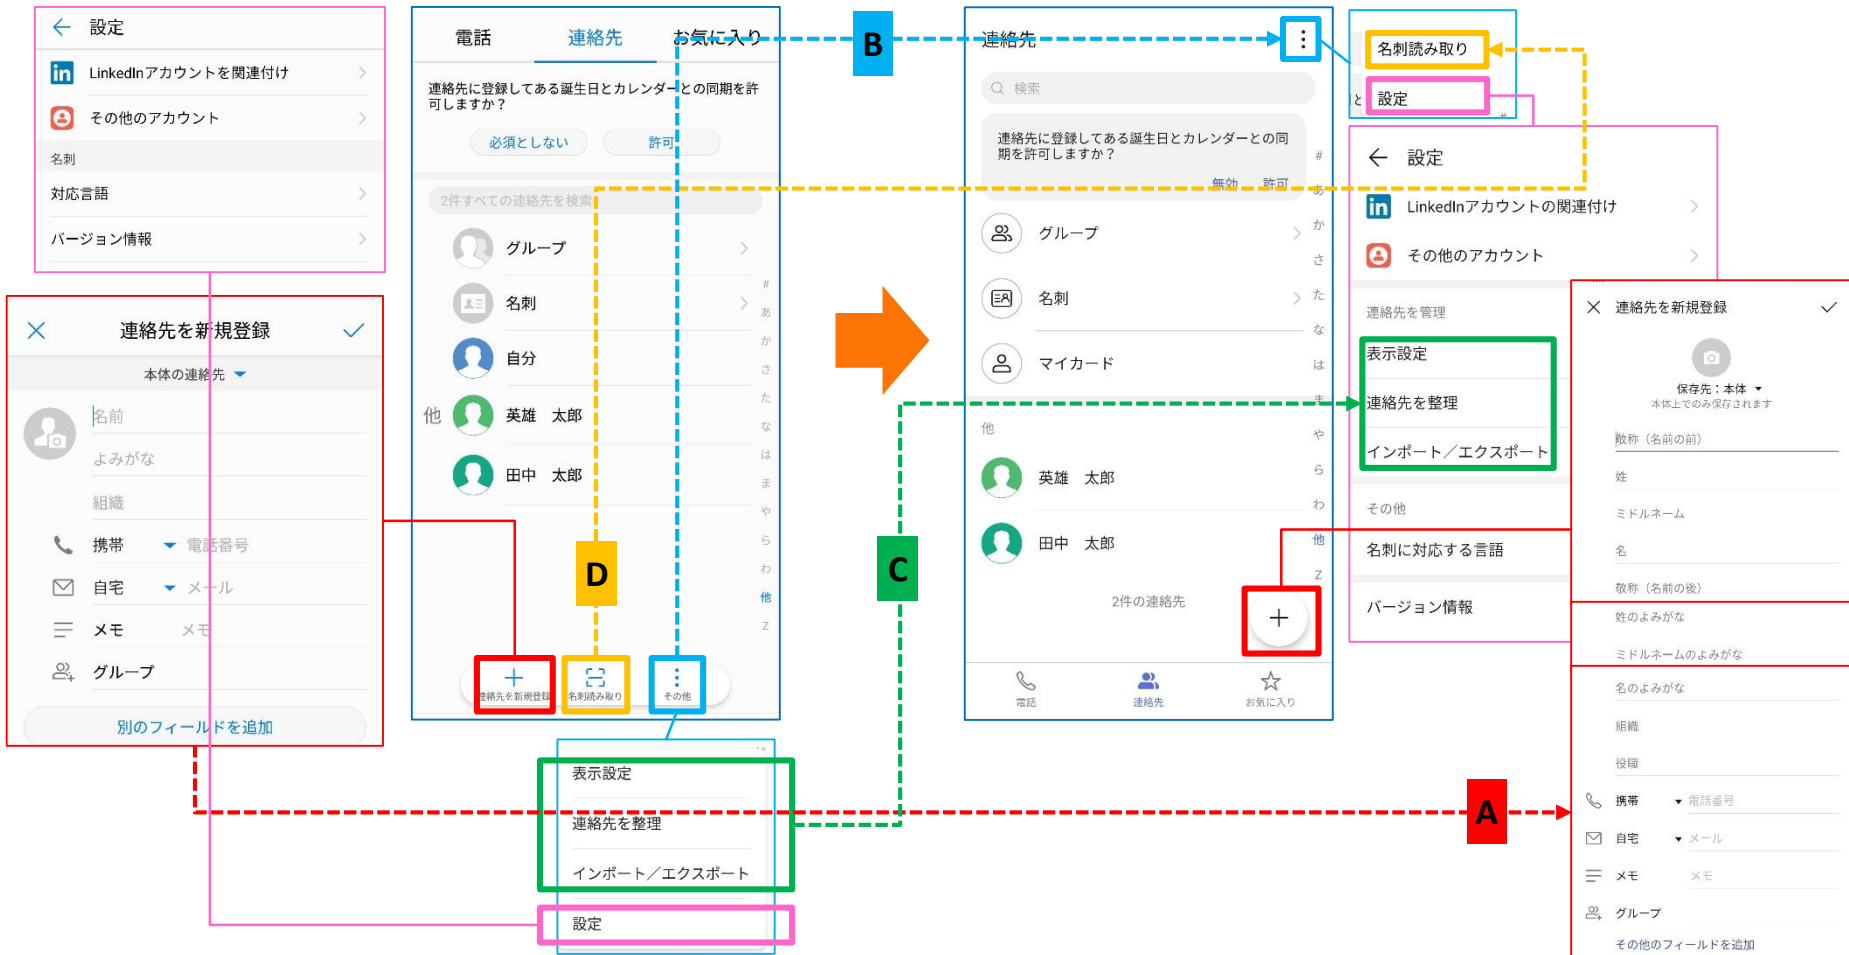 設定
LinkedInアカウントを関連付け
その他のアカウント
名刺
対応言語
バージョン情報
連絡先を新規登録
本体の連絡先
名前
よみがな
組織
携帯 電話番号
自宅 メール
メモ メモ
グループ
別のフィールドを追加
電話 連絡先 お気に入り
連絡先に登録してある誕生日とカレンダーとの同期を許
可しますか？
必須としない 許可
2件すべての連絡先を検索
グループ
名刺
自分
他 英雄 太郎
田中 太郎
#
あ
か
さ
た
な
は
ま
や
ら
わ
他
Z
連絡先を新規登録 名刺読み取り その他
表示設定
連絡先を整理
インポート／エクスポート
設定
B
D
C
A
連絡先
検索
連絡先に登録してある誕生日とカレンダーとの同
期を許可しますか？
無効 許可
グループ
名刺
マイカード
他
英雄 太郎
田中 太郎
2件の連絡先
#
あ
か
さ
た
な
は
ま
や
ら
わ
他
Z
電話 連絡先 お気に入り
名刺読み取り
設定
設定
LinkedInアカウントの関連付け
その他のアカウント
連絡先を管理
表示設定
連絡先を整理
インポート／エクスポート
その他
名刺に対応する言語
バージョン情報
連絡先を新規登録
保存先：本体
本体上でのみ保存されます
敬称（名前の前）
姓
ミドルネーム
名
敬称（名前の後）
姓のよみがな
ミドルネームのよみがな
名のよみがな
組織
役職
携帯 電話番号
自宅 メール
メモ メモ
グループ
その他のフィールドを追加